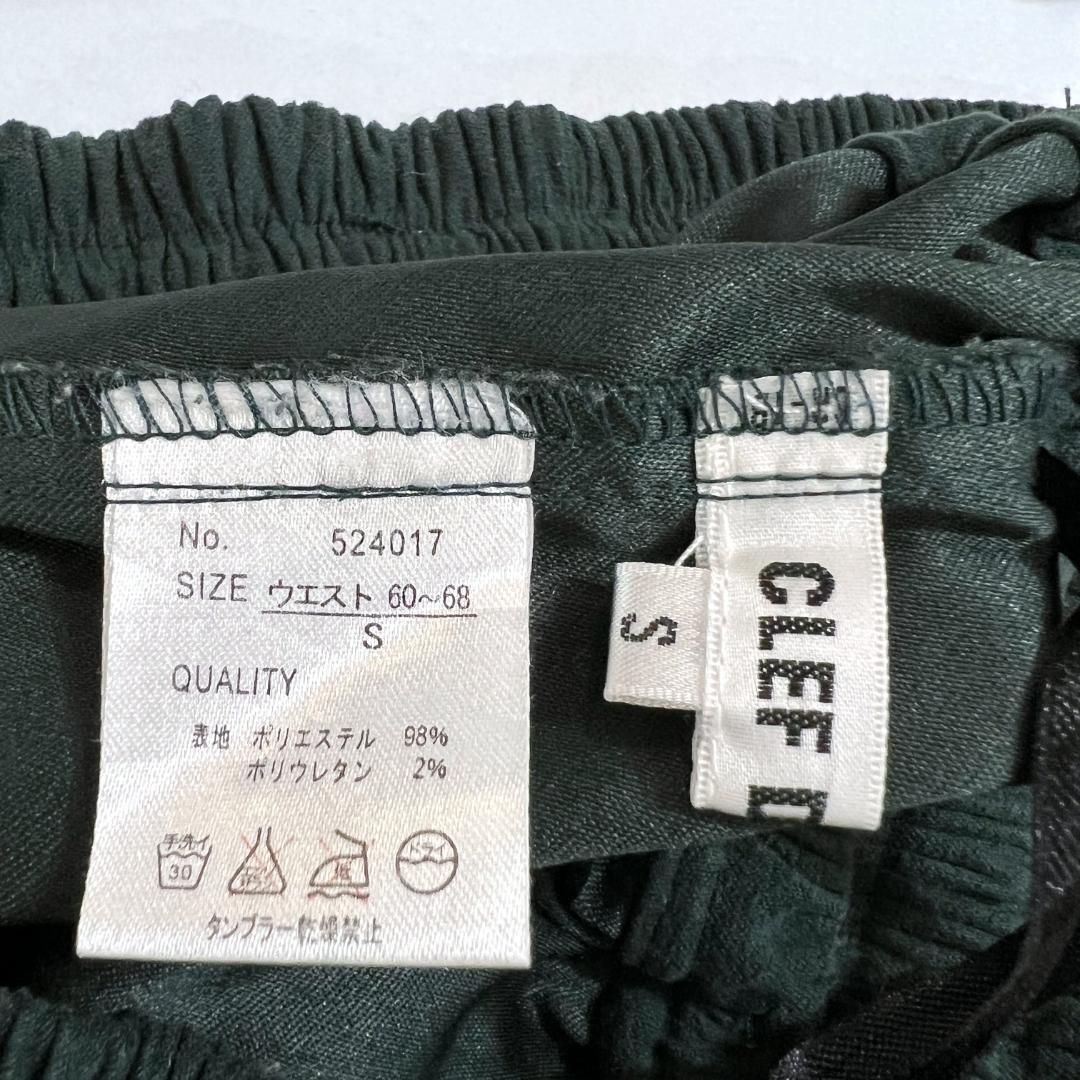 No. 524017
SIZE ウエスト 60~68
S
QUALITY
表地 ポリエステル 98%
ポリウレタン 2%
手洗イ
30
ドライ
タンブラー乾燥禁止
S
CLEF